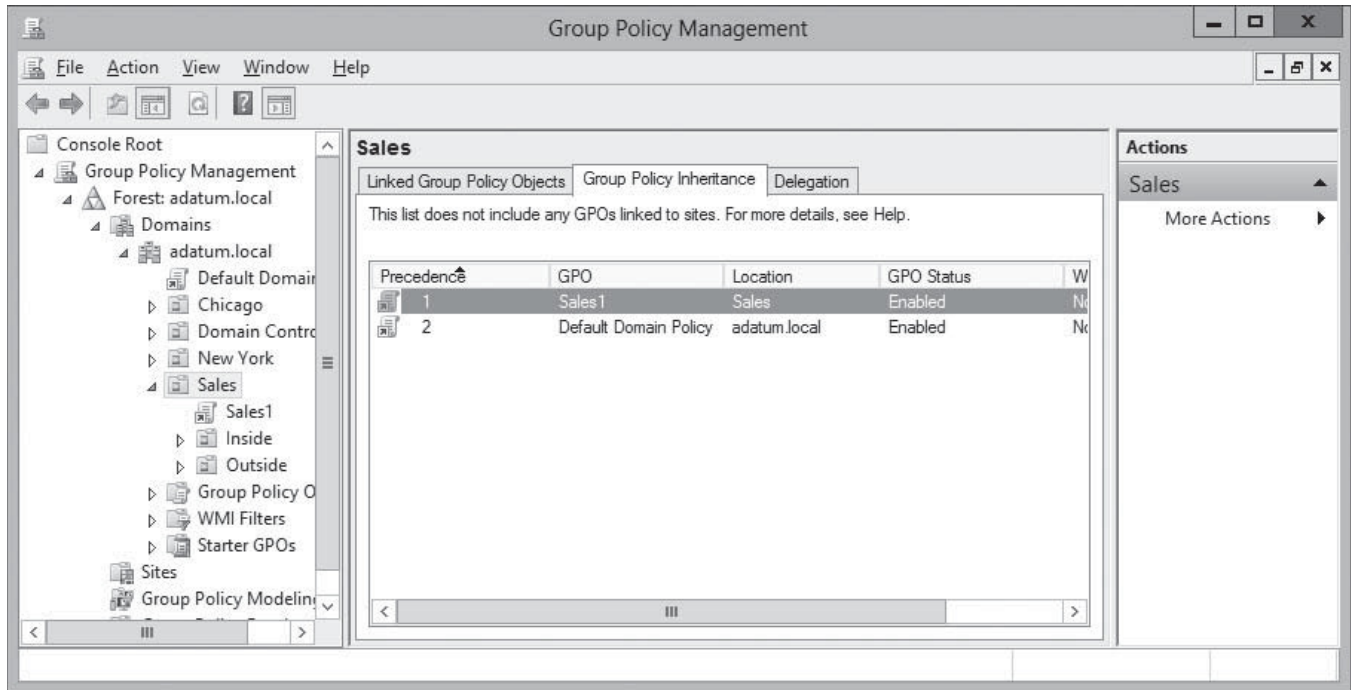 Group Policy Management
File Action View Window Help
Console Root
Group Policy Management
Forest: adatum.local
Domains
adatum.local
Default Domain
Chicago
Domain Contro
New York
Sales
Sales1
Inside
Outside
Group Policy O
WMI Filters
Starter GPOs
Sites
Group Policy Modeling
Sales
Linked Group Policy Objects Group Policy Inheritance Delegation
This list does not include any GPOs linked to sites. For more details, see Help.
Precedence GPO Location GPO Status W
1 Sales1 Sales Enabled No
2 Default Domain Policy adatum.local Enabled No
Actions
Sales
More Actions